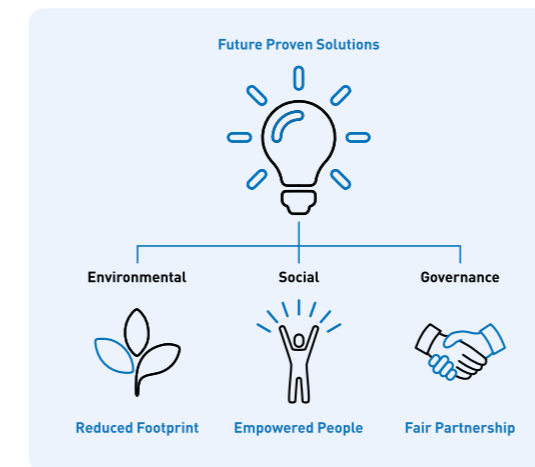 Future Proven Solutions
Environmental
Social
Governance
Reduced Footprint
Empowered People
Fair Partnership